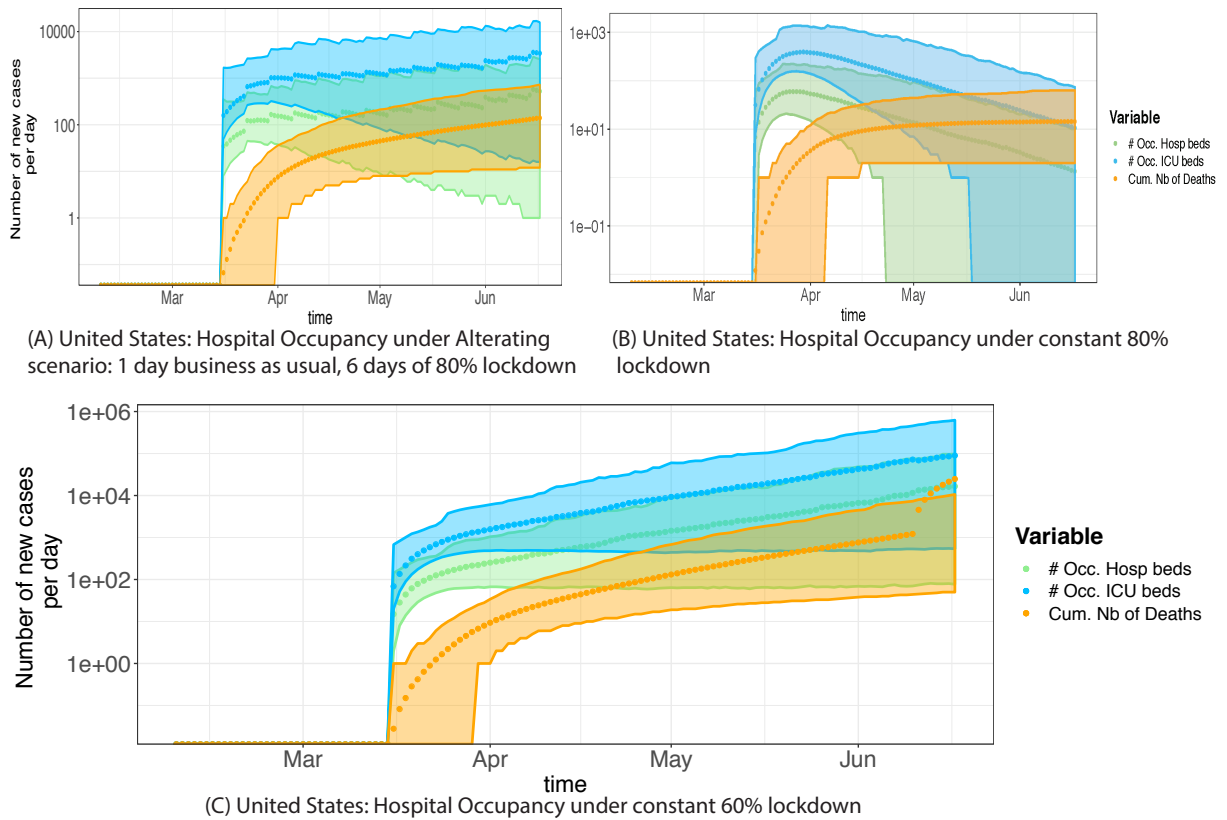 Number of new cases
per day
10000
100
1
Mar
Apr
May
Jun
time
(A) United States: Hospital Occupancy under Alterating
scenario: 1 day business as usual, 6 days of 80% lockdown
1e+03
1e+01
1e−01
Mar
Apr
May
Jun
time
Variable
# Occ. Hosp beds
# Occ. ICU beds
Cum. Nb of Deaths
(B) United States: Hospital Occupancy under constant 80%
lockdown
Number of new cases
per day
1e+06
1e+04
1e+02
1e+00
Mar
Apr
May
Jun
time
Variable
# Occ. Hosp beds
# Occ. ICU beds
Cum. Nb of Deaths
(C) United States: Hospital Occupancy under constant 60% lockdown